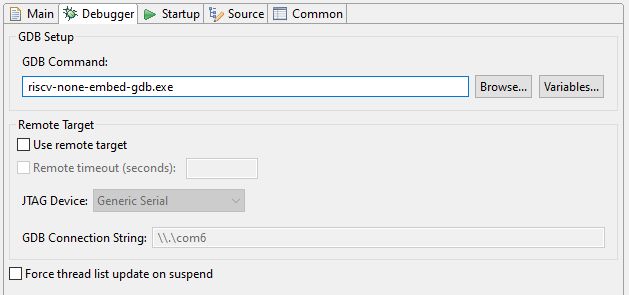 Main Debugger Startup Source Common
GDB Setup
GDB Command:
riscv-none-embed-gdb.exe Browse... Variables...
Remote Target
Use remote target
Remote timeout (seconds):
JTAG Device: Generic Serial
GDB Connection String: \\.\com6
Force thread list update on suspend